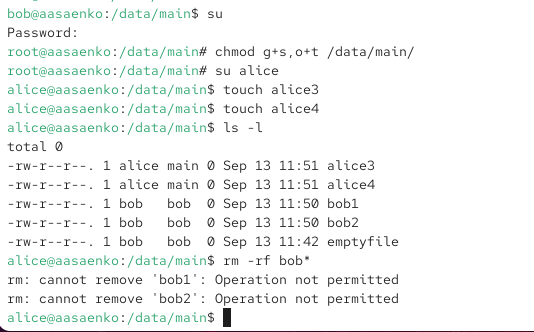 bob@aasaenko:/data/main$ su
Password:
root@aasaenko:/data/main# chmod g+s,o+t /data/main/
root@aasaenko:/data/main# su alice
alice@aasaenko:/data/main$ touch alice3
alice@aasaenko:/data/main$ touch alice4
alice@aasaenko:/data/main$ ls -l
total 0
-rw-r--r--. 1 alice main 0 Sep 13 11:51 alice3
-rw-r--r--. 1 alice main 0 Sep 13 11:51 alice4
-rw-r--r--. 1 bob   bob  0 Sep 13 11:50 bob1
-rw-r--r--. 1 bob   bob  0 Sep 13 11:50 bob2
-rw-r--r--. 1 bob   bob  0 Sep 13 11:42 emptyfile
alice@aasaenko:/data/main$ rm -rf bob*
rm: cannot remove 'bob1': Operation not permitted
rm: cannot remove 'bob2': Operation not permitted
alice@aasaenko:/data/main$